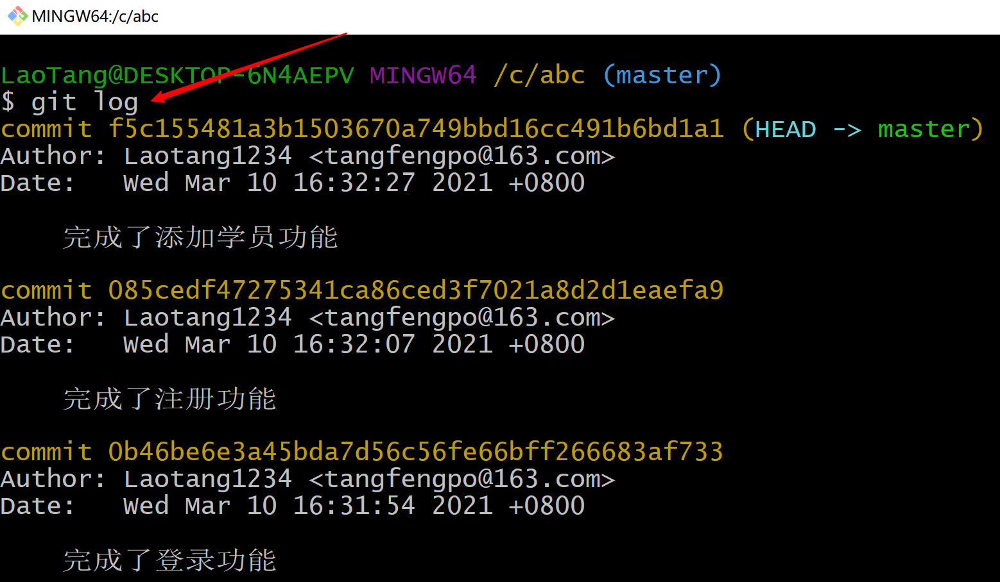 MINGW64:/c/abc
LaoTang@DESKTOP-6N4AEPV MINGW64 /c/abc (master)
$ git log
commit f5c155481a3b1503670a749bbd16cc491b6bd1a1 (HEAD -> master)
Author: Laotang1234 <tangfengpo@163.com>
Date:   Wed Mar 10 16:32:27 2021 +0800
完成了添加学员功能
commit 085cedf47275341ca86ced3f7021a8d2d1eaefa9
Author: Laotang1234 <tangfengpo@163.com>
Date:   Wed Mar 10 16:32:07 2021 +0800
完成了注册功能
commit 0b46be6e3a45bda7d56c56fe66bff266683af733
Author: Laotang1234 <tangfengpo@163.com>
Date:   Wed Mar 10 16:31:54 2021 +0800
完成了登录功能